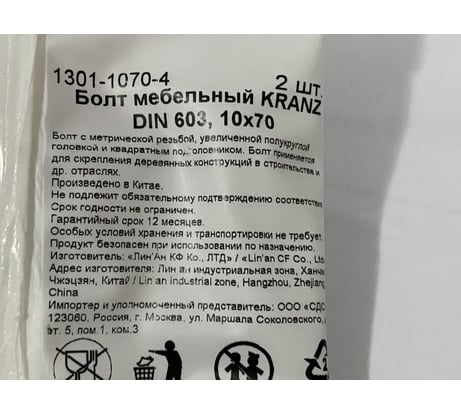 1301-1070-4 2 шт.
Болт мебельный KRANZ
DIN 603, 10x70
Болт с метрической резьбой, увеличенной полукруглой
головкой и квадратным подголовником. Болт применяется
для скрепления деревянных конструкций в строительстве и
др. отраслях.
Произведено в Китае.
Не подлежит обязательному подтверждению соответствия
Срок годности не ограничен.
Гарантийный срок 12 месяцев.
Особых условий хранения и транспортировки не требует.
Продукт безопасен при использовании по назначению.
Изготовитель: «Лин'Ан КФ Ко., ЛТД» / «Lin'an CF Co., Ltd
Адрес изготовителя: Лин ан индустриальная зона, Ханчж
Чжэцзян, Китай / Lin'an industrial zone, Hangzhou, Zhejiang
China
Импортер и уполномоченный представитель: ООО «СДС
123060, Россия, г. Москва, ул. Маршала Соколовского,
эт. 5, пом.1, ком.3